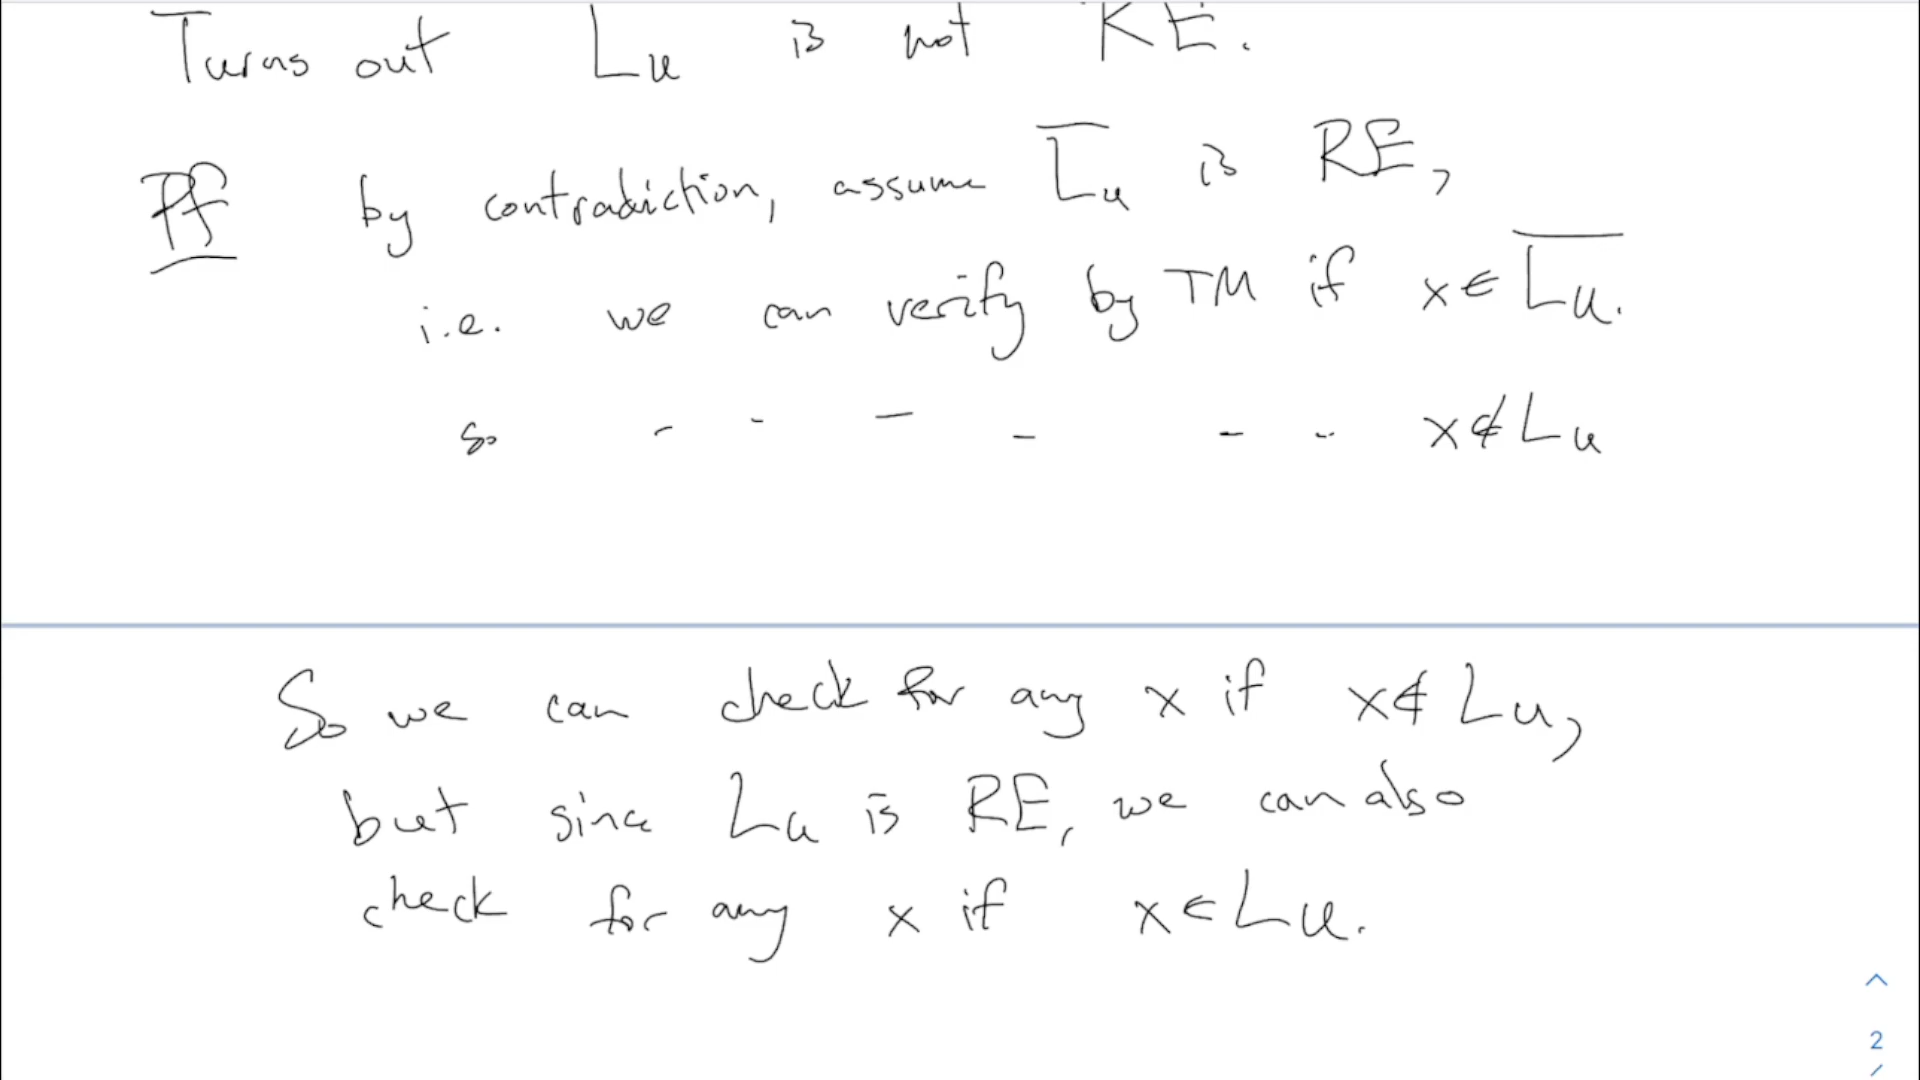 Turns out Lu is not RE.
Pf by contradiction, assume L̅u is RE,
i.e. we can verify by TM if x ∈ L̅u̅.
so - - - - - - x ∉ Lu
So we can check for any x if x ∉ Lu,
but since Lu is RE, we can also
check for any x if x ∈ Lu.
2